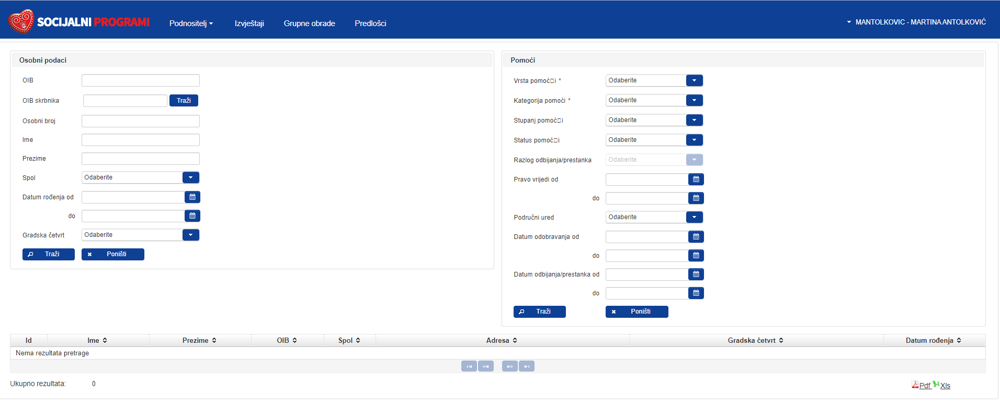 SOCIJALNI PROGRAMI
Podnositelj
Izvještaji
Grupne obrade
Predlošci
MANTOLKOVIC - MARTINA ANTOLKOVIĆ
Osobni podaci
OIB
OIB skrbnika
Traži
Osobni broj
Ime
Prezime
Spol
Odaberite
Datum rođenja od
do
Gradska četvrt
Odaberite
Traži
Poništi
Pomoći
Vrsta pomoć□i *
Odaberite
Kategorija pomoći *
Odaberite
Stupanj pomoć□i
Odaberite
Status pomoć□i
Odaberite
Razlog odbijanja/prestanka
Odaberite
Pravo vrijedi od
do
Područni ured
Odaberite
Datum odobravanja od
do
Datum odbijanja/prestanka od
do
Traži
Poništi
Id
Ime
Prezime
OIB
Spol
Adresa
Gradska četvrt
Datum rođenja
Nema rezultata pretrage
Ukupno rezultata: 0
Pdf
Xls